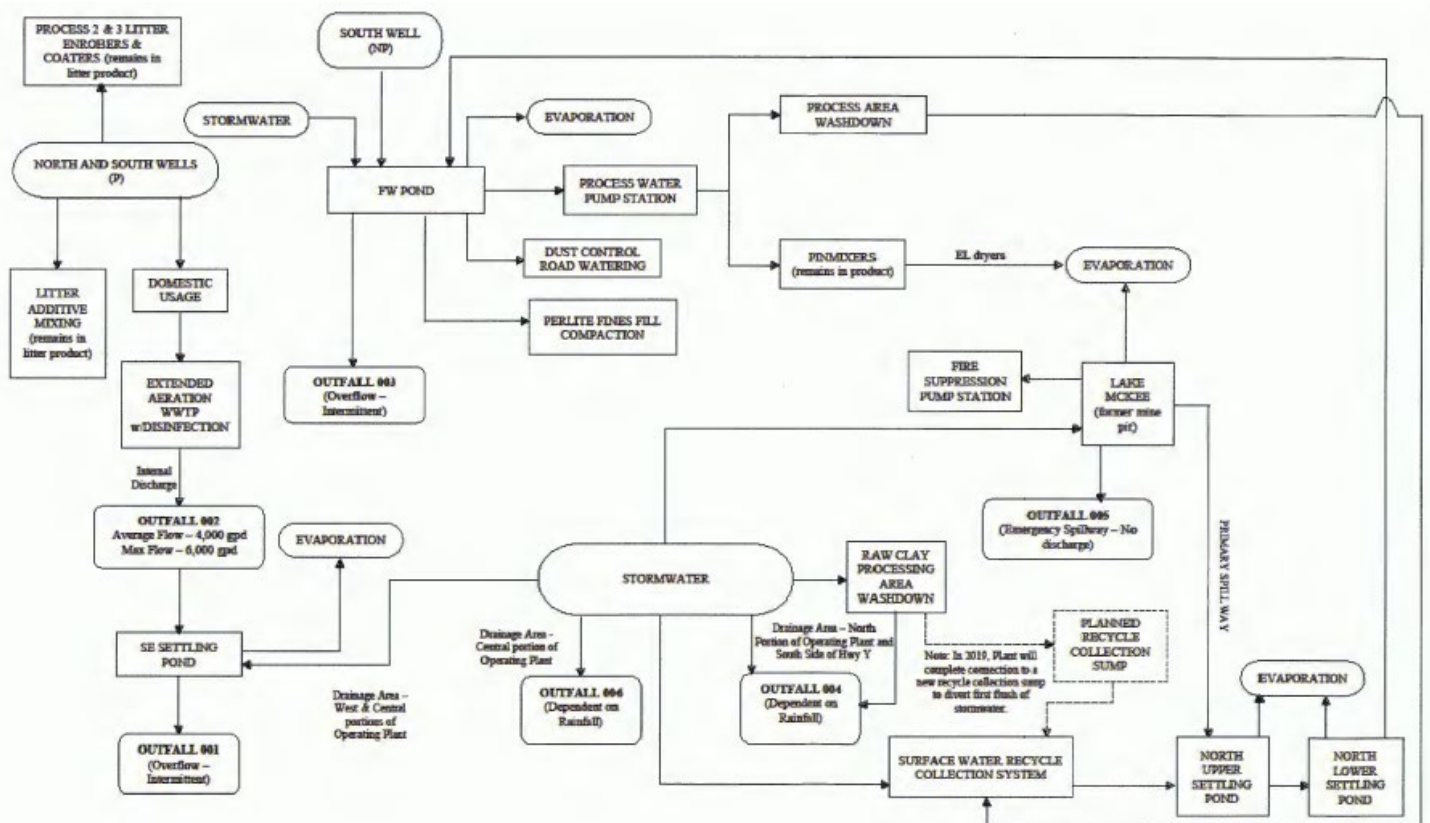 PROCESS 2 & 3 LITTER
ENROBERS &
COATERS (remains in
litter product)
SOUTH WELL
(NP)
STORMWATER
EVAPORATION
PROCESS AREA
WASHDOWN
NORTH AND SOUTH WELLS
(P)
FW POND
PROCESS WATER
PUMP STATION
DUST CONTROL
ROAD WATERING
PINMIXERS
(remains in product)
EL dryers
EVAPORATION
LITTER
ADDITIVE
MIXING
(remains in
litter product)
DOMESTIC
USAGE
PERLITE FINES FILL
COMPACTION
EXTENDED
AERATION
WWTP
w/DISINFECTION
OUTFALL 003
(Overflow –
Intermittent)
FIRE
SUPPRESSION
PUMP STATION
LAKE
MCKEE
(former mine
pit)
Internal
Discharge
OUTFALL 002
Average Flow – 4,000 gpd
Max Flow – 6,000 gpd
EVAPORATION
OUTFALL 005
(Emergency Spillway – No
discharge)
PRIMARY SPILLWAY
STORMWATER
RAW CLAY
PROCESSING
AREA
WASHDOWN
SE SETTLING
POND
Drainage Area -
Central portion of
Operating Plant
Drainage Area – North
Portion of Operating Plant and
South Side of Hwy Y
PLANNED
RECYCLE
COLLECTION
SUMP
Note: In 2019, Plant will
complete connection to a
new recycle collection sump
to divert first flush of
stormwater.
EVAPORATION
Drainage Area –
West & Central
portions of
Operating Plant
OUTFALL 006
(Dependent on
Rainfall)
OUTFALL 004
(Dependent on
Rainfall)
OUTFALL 001
(Overflow –
Intermittent)
SURFACE WATER RECYCLE
COLLECTION SYSTEM
NORTH
UPPER
SETTLING
POND
NORTH
LOWER
SETTLING
POND